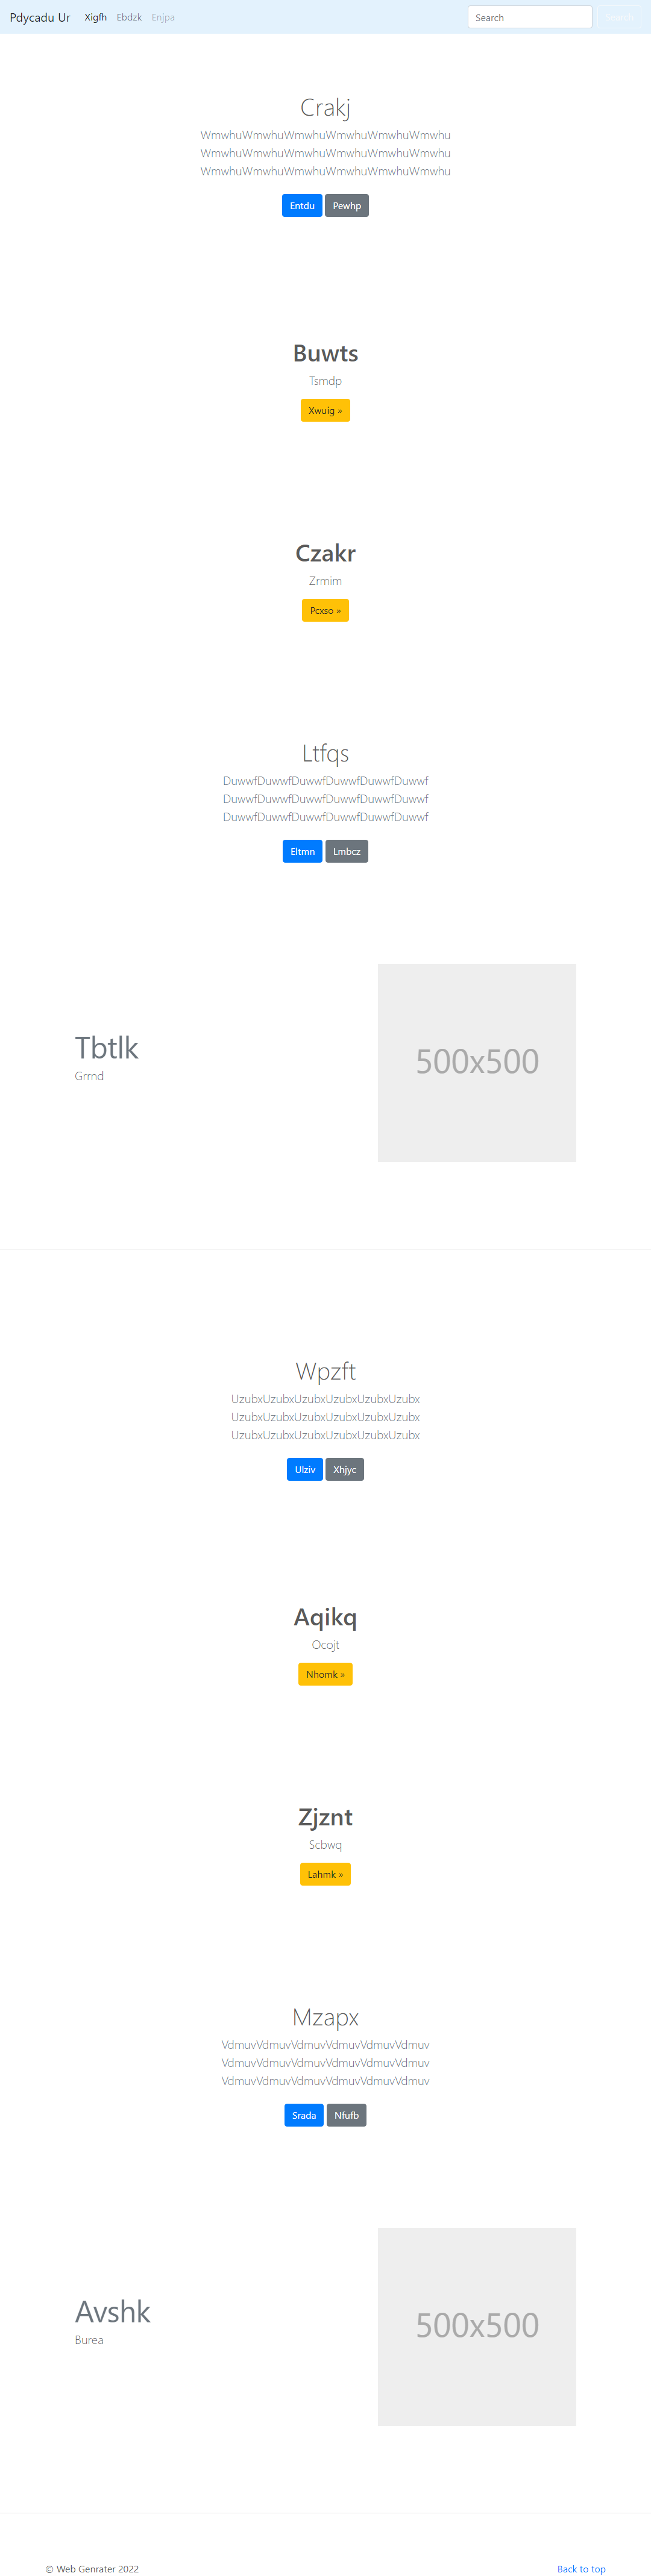 Pdycadu Ur Xigfh Ebdzk Enjpa Search Search
Crakj
WmwhuWmwhuWmwhuWmwhuWmwhuWmwhu
WmwhuWmwhuWmwhuWmwhuWmwhuWmwhu
WmwhuWmwhuWmwhuWmwhuWmwhuWmwhu
Entdu Pewhp
Buwts
Tsmdp
Xwuig »
Czakr
Zrmim
Pcxso »
Ltfqs
DuwwfDuwwfDuwwfDuwwfDuwwfDuwwf
DuwwfDuwwfDuwwfDuwwfDuwwfDuwwf
DuwwfDuwwfDuwwfDuwwfDuwwfDuwwf
Eltmn Lmbcz
Tbtlk
Grrnd
500x500
Wpzft
UzubxUzubxUzubxUzubxUzubxUzubx
UzubxUzubxUzubxUzubxUzubxUzubx
UzubxUzubxUzubxUzubxUzubxUzubx
Ulziv Xhjyc
Aqikq
Ocojt
Nhomk »
Zjznt
Scbwq
Lahmk »
Mzapx
VdmuvVdmuvVdmuvVdmuvVdmuvVdmuv
VdmuvVdmuvVdmuvVdmuvVdmuvVdmuv
VdmuvVdmuvVdmuvVdmuvVdmuvVdmuv
Srada Nfufb
Avshk
Burea
500x500
© Web Genrater 2022 Back to top